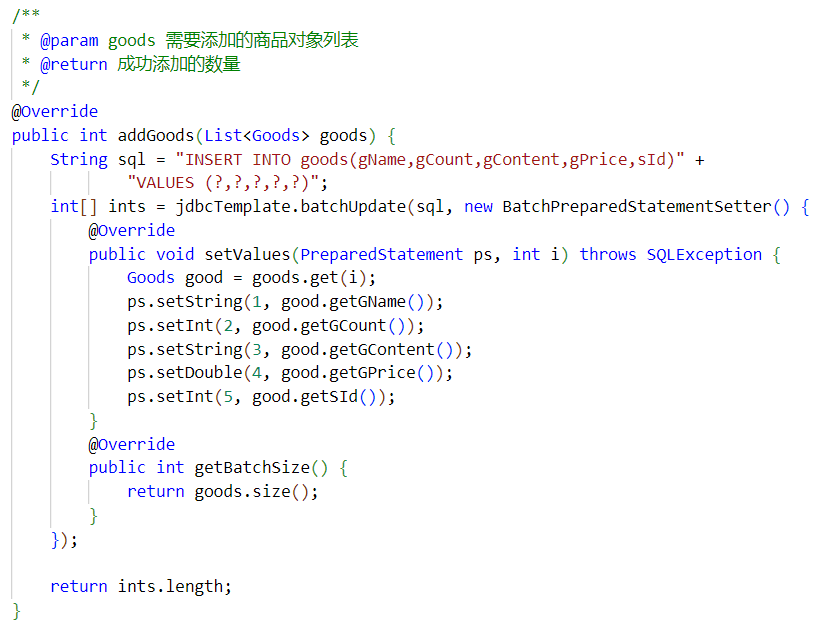 /**
 * @param goods 需要添加的商品对象列表
 * @return 成功添加的数量
 */
@Override
public int addGoods(List<Goods> goods) {
    String sql = "INSERT INTO goods(gName,gCount,gContent,gPrice,sId)" +
            "VALUES (?,?,?,?,?)";
    int[] ints = jdbcTemplate.batchUpdate(sql, new BatchPreparedStatementSetter() {
        @Override
        public void setValues(PreparedStatement ps, int i) throws SQLException {
            Goods good = goods.get(i);
            ps.setString(1, good.getGName());
            ps.setInt(2, good.getGCount());
            ps.setString(3, good.getGContent());
            ps.setDouble(4, good.getGPrice());
            ps.setInt(5, good.getSId());
        }
        @Override
        public int getBatchSize() {
            return goods.size();
        }
    });

    return ints.length;
}